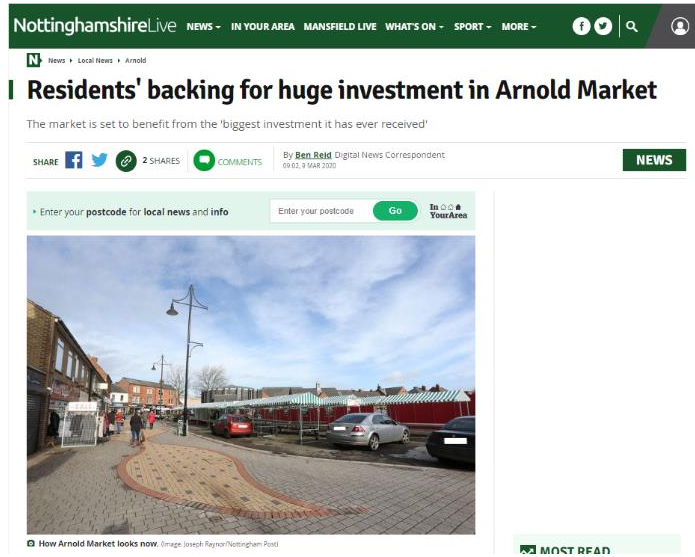 NottinghamshireLive NEWS IN YOUR AREA MANSFIELD LIVE WHAT'S ON SPORT MORE
N News Local News Arnold
Residents' backing for huge investment in Arnold Market
The market is set to benefit from the 'biggest investment it has ever received'
SHARE 2 SHARES COMMENTS
By Ben Reid Digital News Correspondent
09:02, 9 MAR 2020
NEWS
Enter your postcode for local news and info
Enter your postcode Go
In YourArea
How Arnold Market looks now. (Image: Joseph Raynor/Nottingham Post)
MOST READ